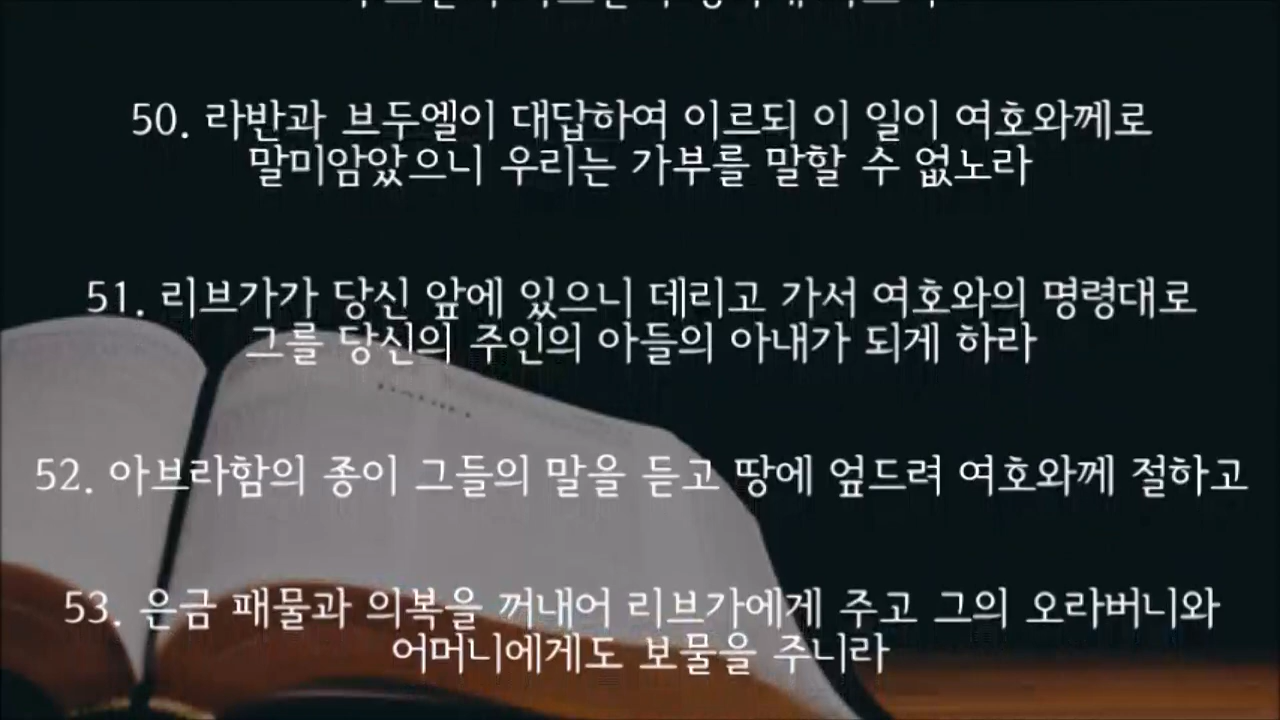 50. 라반과 브두엘이 대답하여 이르되 이 일이 여호와께로
말미암았으니 우리는 가부를 말할 수 없노라
51. 리브가가 당신 앞에 있으니 데리고 가서 여호와의 명령대로
그를 당신의 주인의 아들의 아내가 되게 하라
52. 아브라함의 종이 그들의 말을 듣고 땅에 엎드려 여호와께 절하고
53. 은금 패물과 의복을 꺼내어 리브가에게 주고 그의 오라버니와
어머니에게도 보물을 주니라